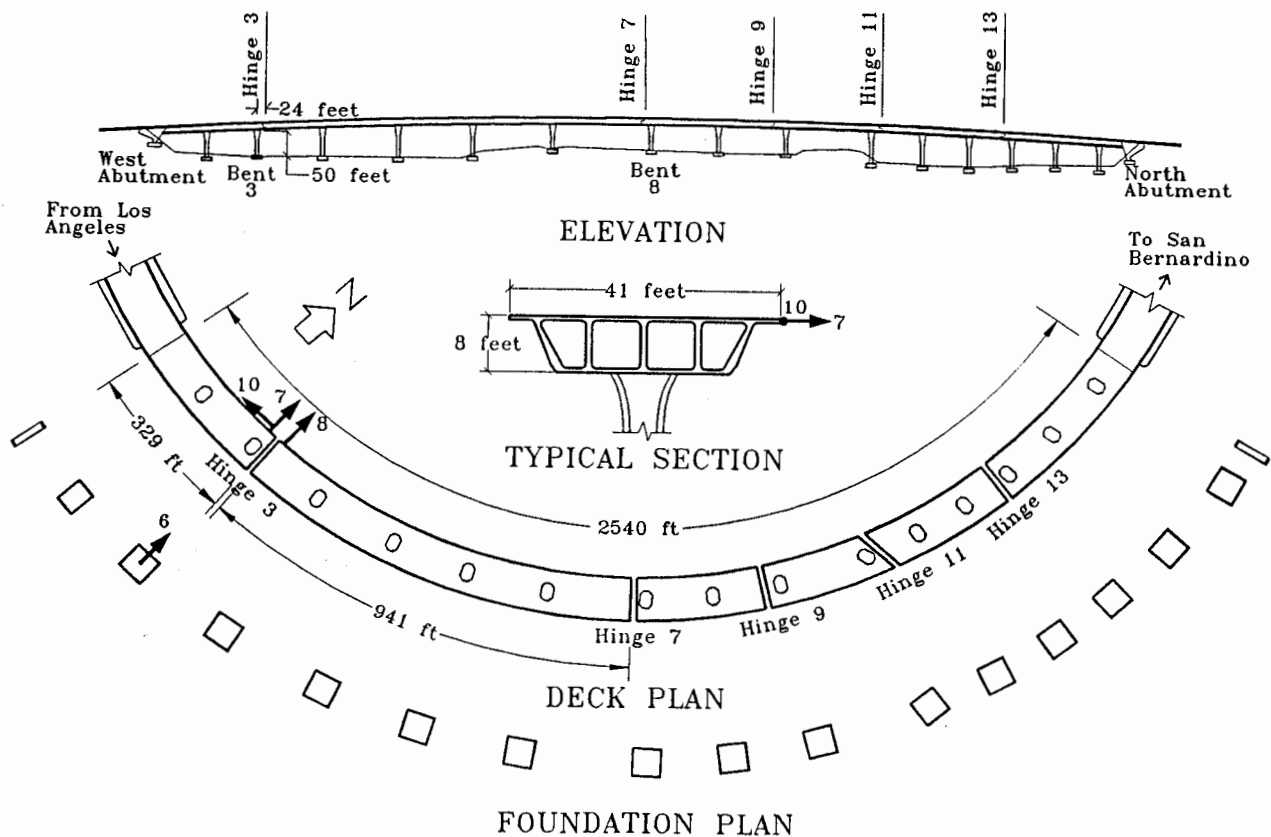 Hinge 3
Hinge 7
Hinge 9
Hinge 11
Hinge 13
24 feet
West
Abutment
Bent
3
50 feet
Bent
8
North
Abutment
ELEVATION
From Los
Angeles
To San
Bernardino
N
41 feet
10
7
8 feet
TYPICAL SECTION
10
7
8
329 ft
Hinge 3
2540 ft
6
941 ft
Hinge 7
Hinge 9
Hinge 11
Hinge 13
DECK PLAN
FOUNDATION PLAN